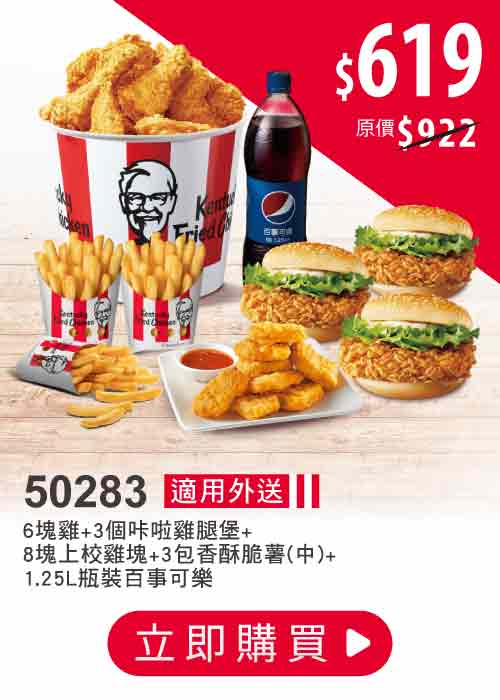 $619
原價$922
Kentucky
Fried Chicken
百事可樂
Kentucky
Fried Chicken
Kentucky
Fried Chicken
KFC
50283 適用外送
6塊雞+3個咔啦雞腿堡+
8塊上校雞塊+3包香酥脆薯(中)+
1.25L瓶裝百事可樂
立即購買